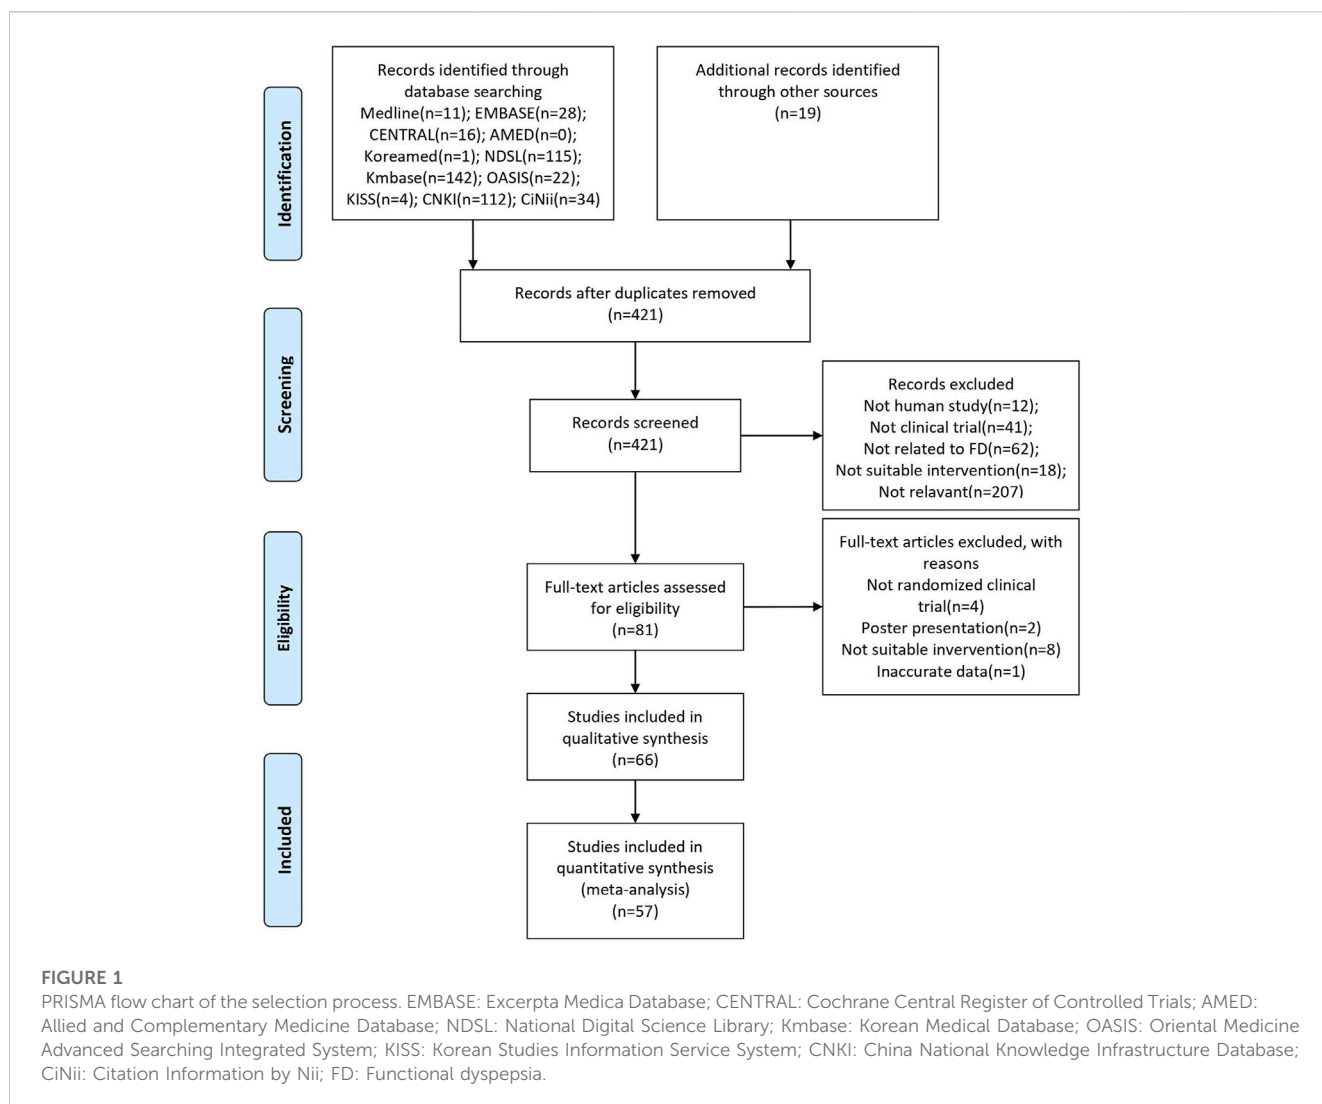 Identification
Records identified through
database searching
Medline(n=11); EMBASE(n=28);
CENTRAL(n=16); AMED(n=0);
Koreamed(n=1); NDSL(n=115);
Kmbase(n=142); OASIS(n=22);
KISS(n=4); CNKI(n=112); CiNii(n=34)
Additional records identified
through other sources
(n=19)
Records after duplicates removed
(n=421)
Screening
Records screened
(n=421)
Records excluded
Not human study(n=12);
Not clinical trial(n=41);
Not related to FD(n=62);
Not suitable intervention(n=18);
Not relavant(n=207)
Eligibility
Full-text articles assessed
for eligibility
(n=81)
Full-text articles excluded, with
reasons
Not randomized clinical
trial(n=4)
Poster presentation(n=2)
Not suitable invervention(n=8)
Inaccurate data(n=1)
Studies included in
qualitative synthesis
(n=66)
Included
Studies included in
quantitative synthesis
(meta-analysis)
(n=57)
FIGURE 1
PRISMA flow chart of the selection process. EMBASE: Excerpta Medica Database; CENTRAL: Cochrane Central Register of Controlled Trials; AMED:
Allied and Complementary Medicine Database; NDSL: National Digital Science Library; Kmbase: Korean Medical Database; OASIS: Oriental Medicine
Advanced Searching Integrated System; KISS: Korean Studies Information Service System; CNKI: China National Knowledge Infrastructure Database;
CiNii: Citation Information by Nii; FD: Functional dyspepsia.